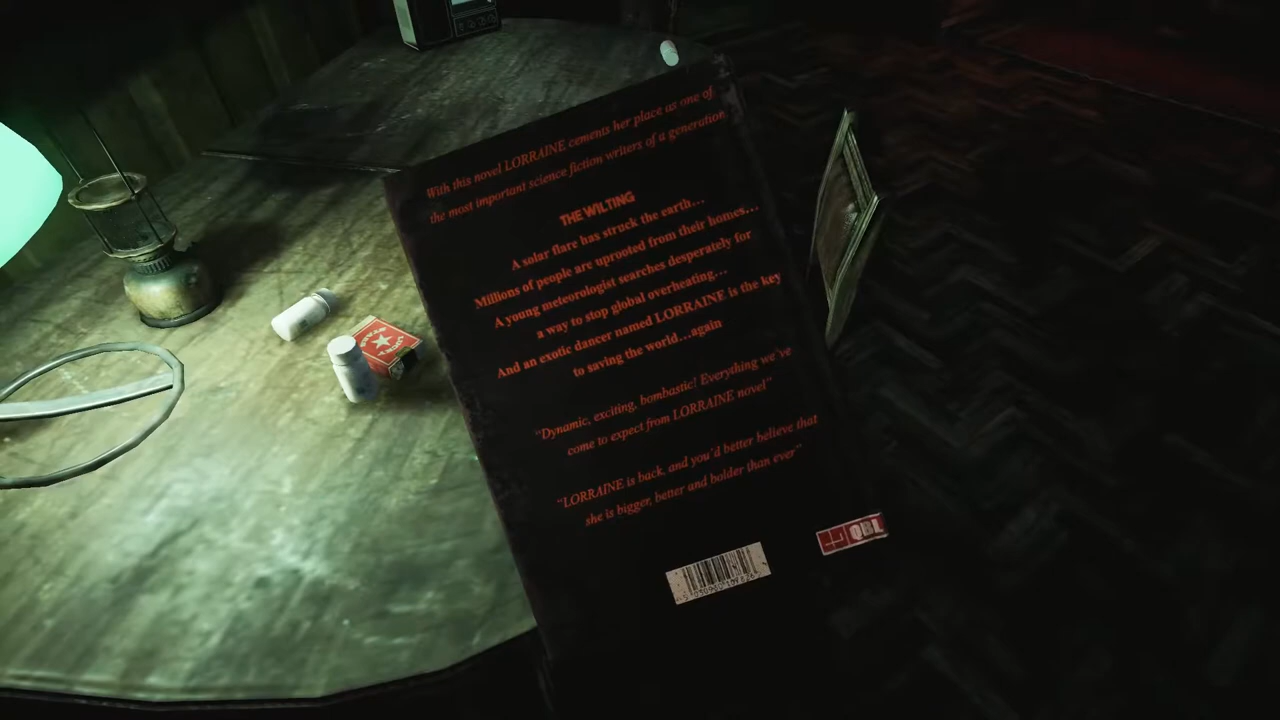 With this novel LORRAINE cements her place as one of
the most important science fiction writers of a generation
THE WILTING
A solar flare has struck the earth...
Millions of people are uprooted from their homes...
A young meteorologist searches desperately for
a way to stop global overheating...
And an exotic dancer named LORRAINE is the key
to saving the world....again
"Dynamic, exciting, bombastic! Everything we've
come to expect from LORRAINE novel"
"LORRAINE is back, and you'd better believe that
she is bigger, better and bolder than ever"
QBL
LUCKY